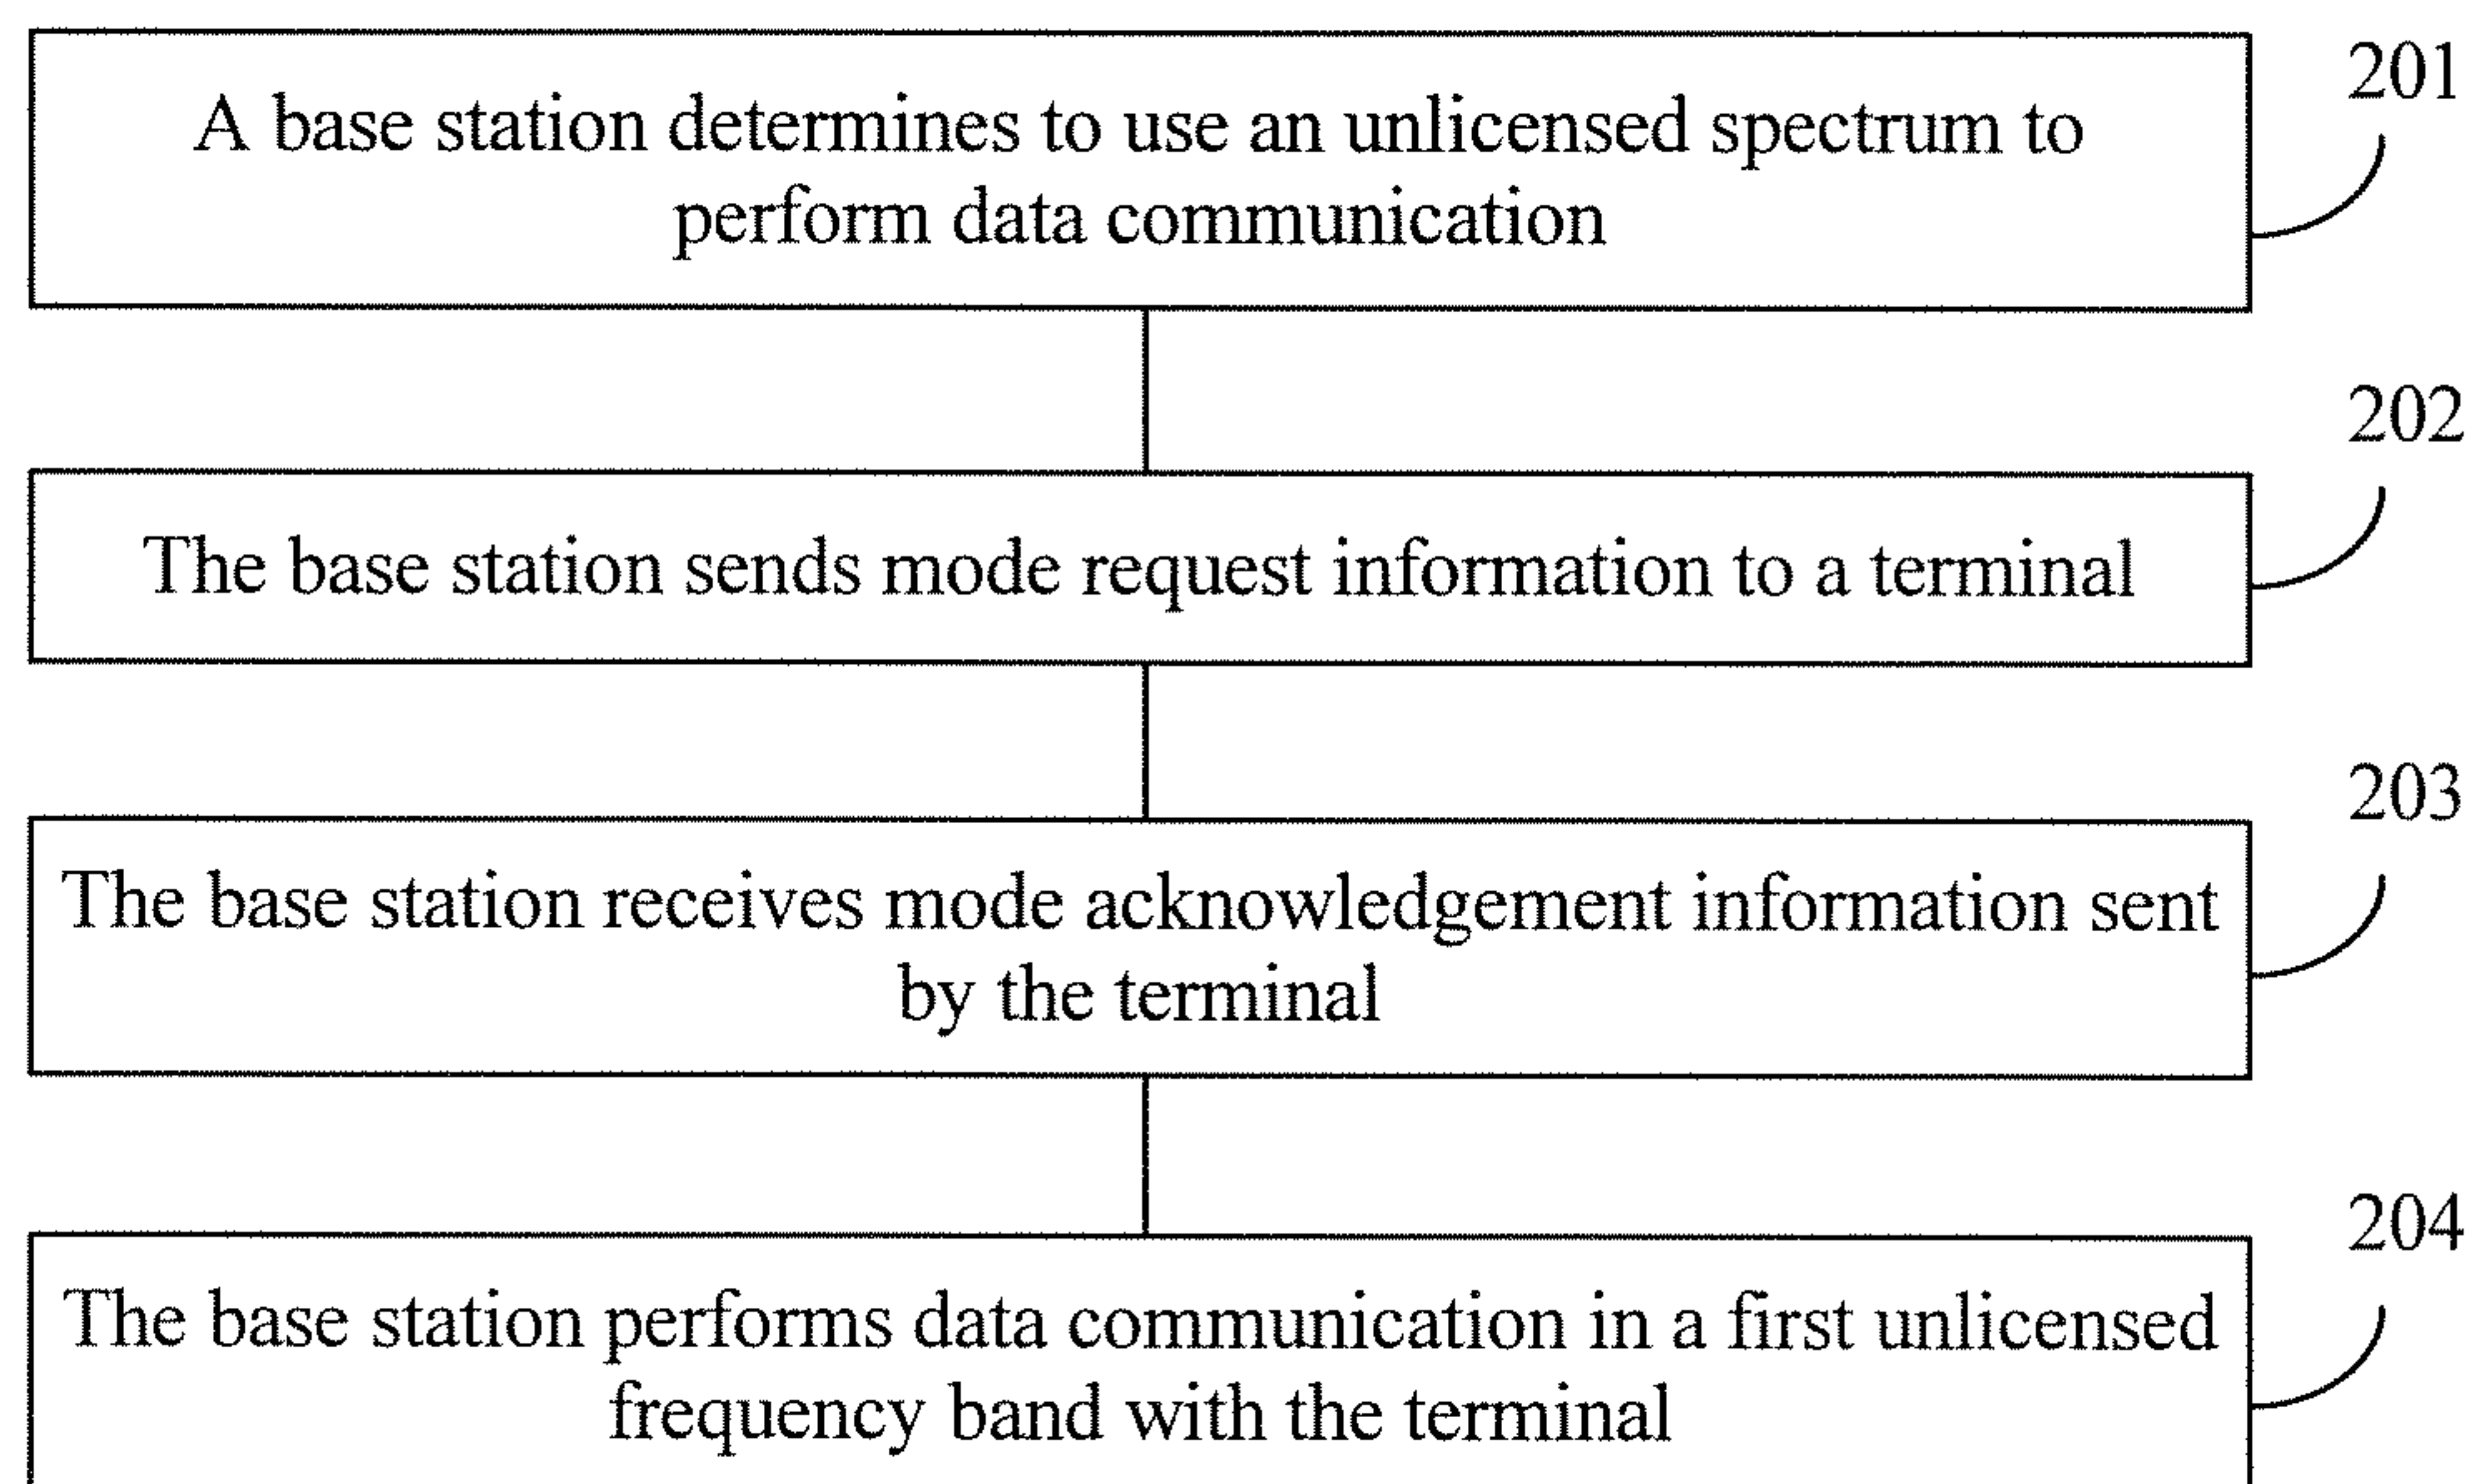 201
A base station determines to use an unlicensed spectrum to
perform data communication
202
The base station sends mode request information to a terminal
203
The base station receives mode acknowledgement information sent
by the terminal
204
The base station performs data communication in a first unlicensed
frequency band with the terminal